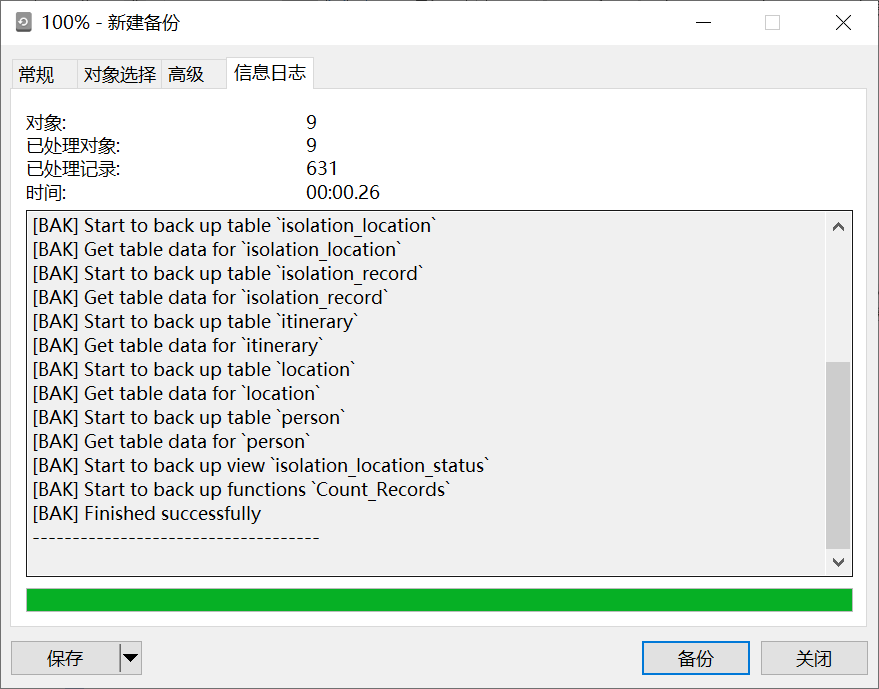 100% - 新建备份
常规 对象选择 高级 信息日志
对象: 9
已处理对象: 9
已处理记录: 631
时间: 00:00.26
[BAK] Start to back up table `isolation_location`
[BAK] Get table data for `isolation_location`
[BAK] Start to back up table `isolation_record`
[BAK] Get table data for `isolation_record`
[BAK] Start to back up table `itinerary`
[BAK] Get table data for `itinerary`
[BAK] Start to back up table `location`
[BAK] Get table data for `location`
[BAK] Start to back up table `person`
[BAK] Get table data for `person`
[BAK] Start to back up view `isolation_location_status`
[BAK] Start to back up functions `Count_Records`
[BAK] Finished successfully
------------------------------------
保存 备份 关闭